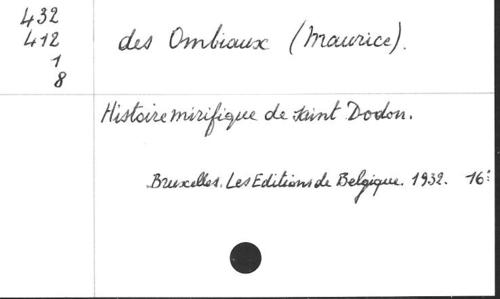 432
412
1
8
des Ombiaux (Maurice).
Histoire mirifique de saint Dodon.
Bruxelles. Les Editions de Belgique. 1932. 16°